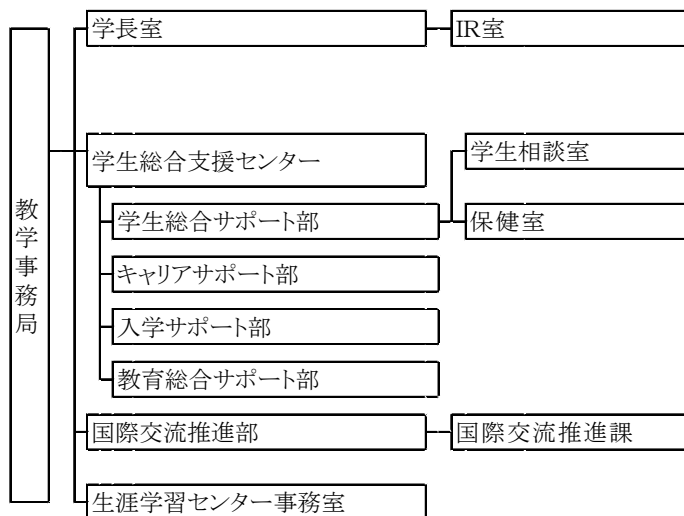 教学事務局
学長室
IR室
学生総合支援センター
学生相談室
学生総合サポート部
保健室
キャリアサポート部
入学サポート部
教育総合サポート部
国際交流推進部
国際交流推進課
生涯学習センター事務室